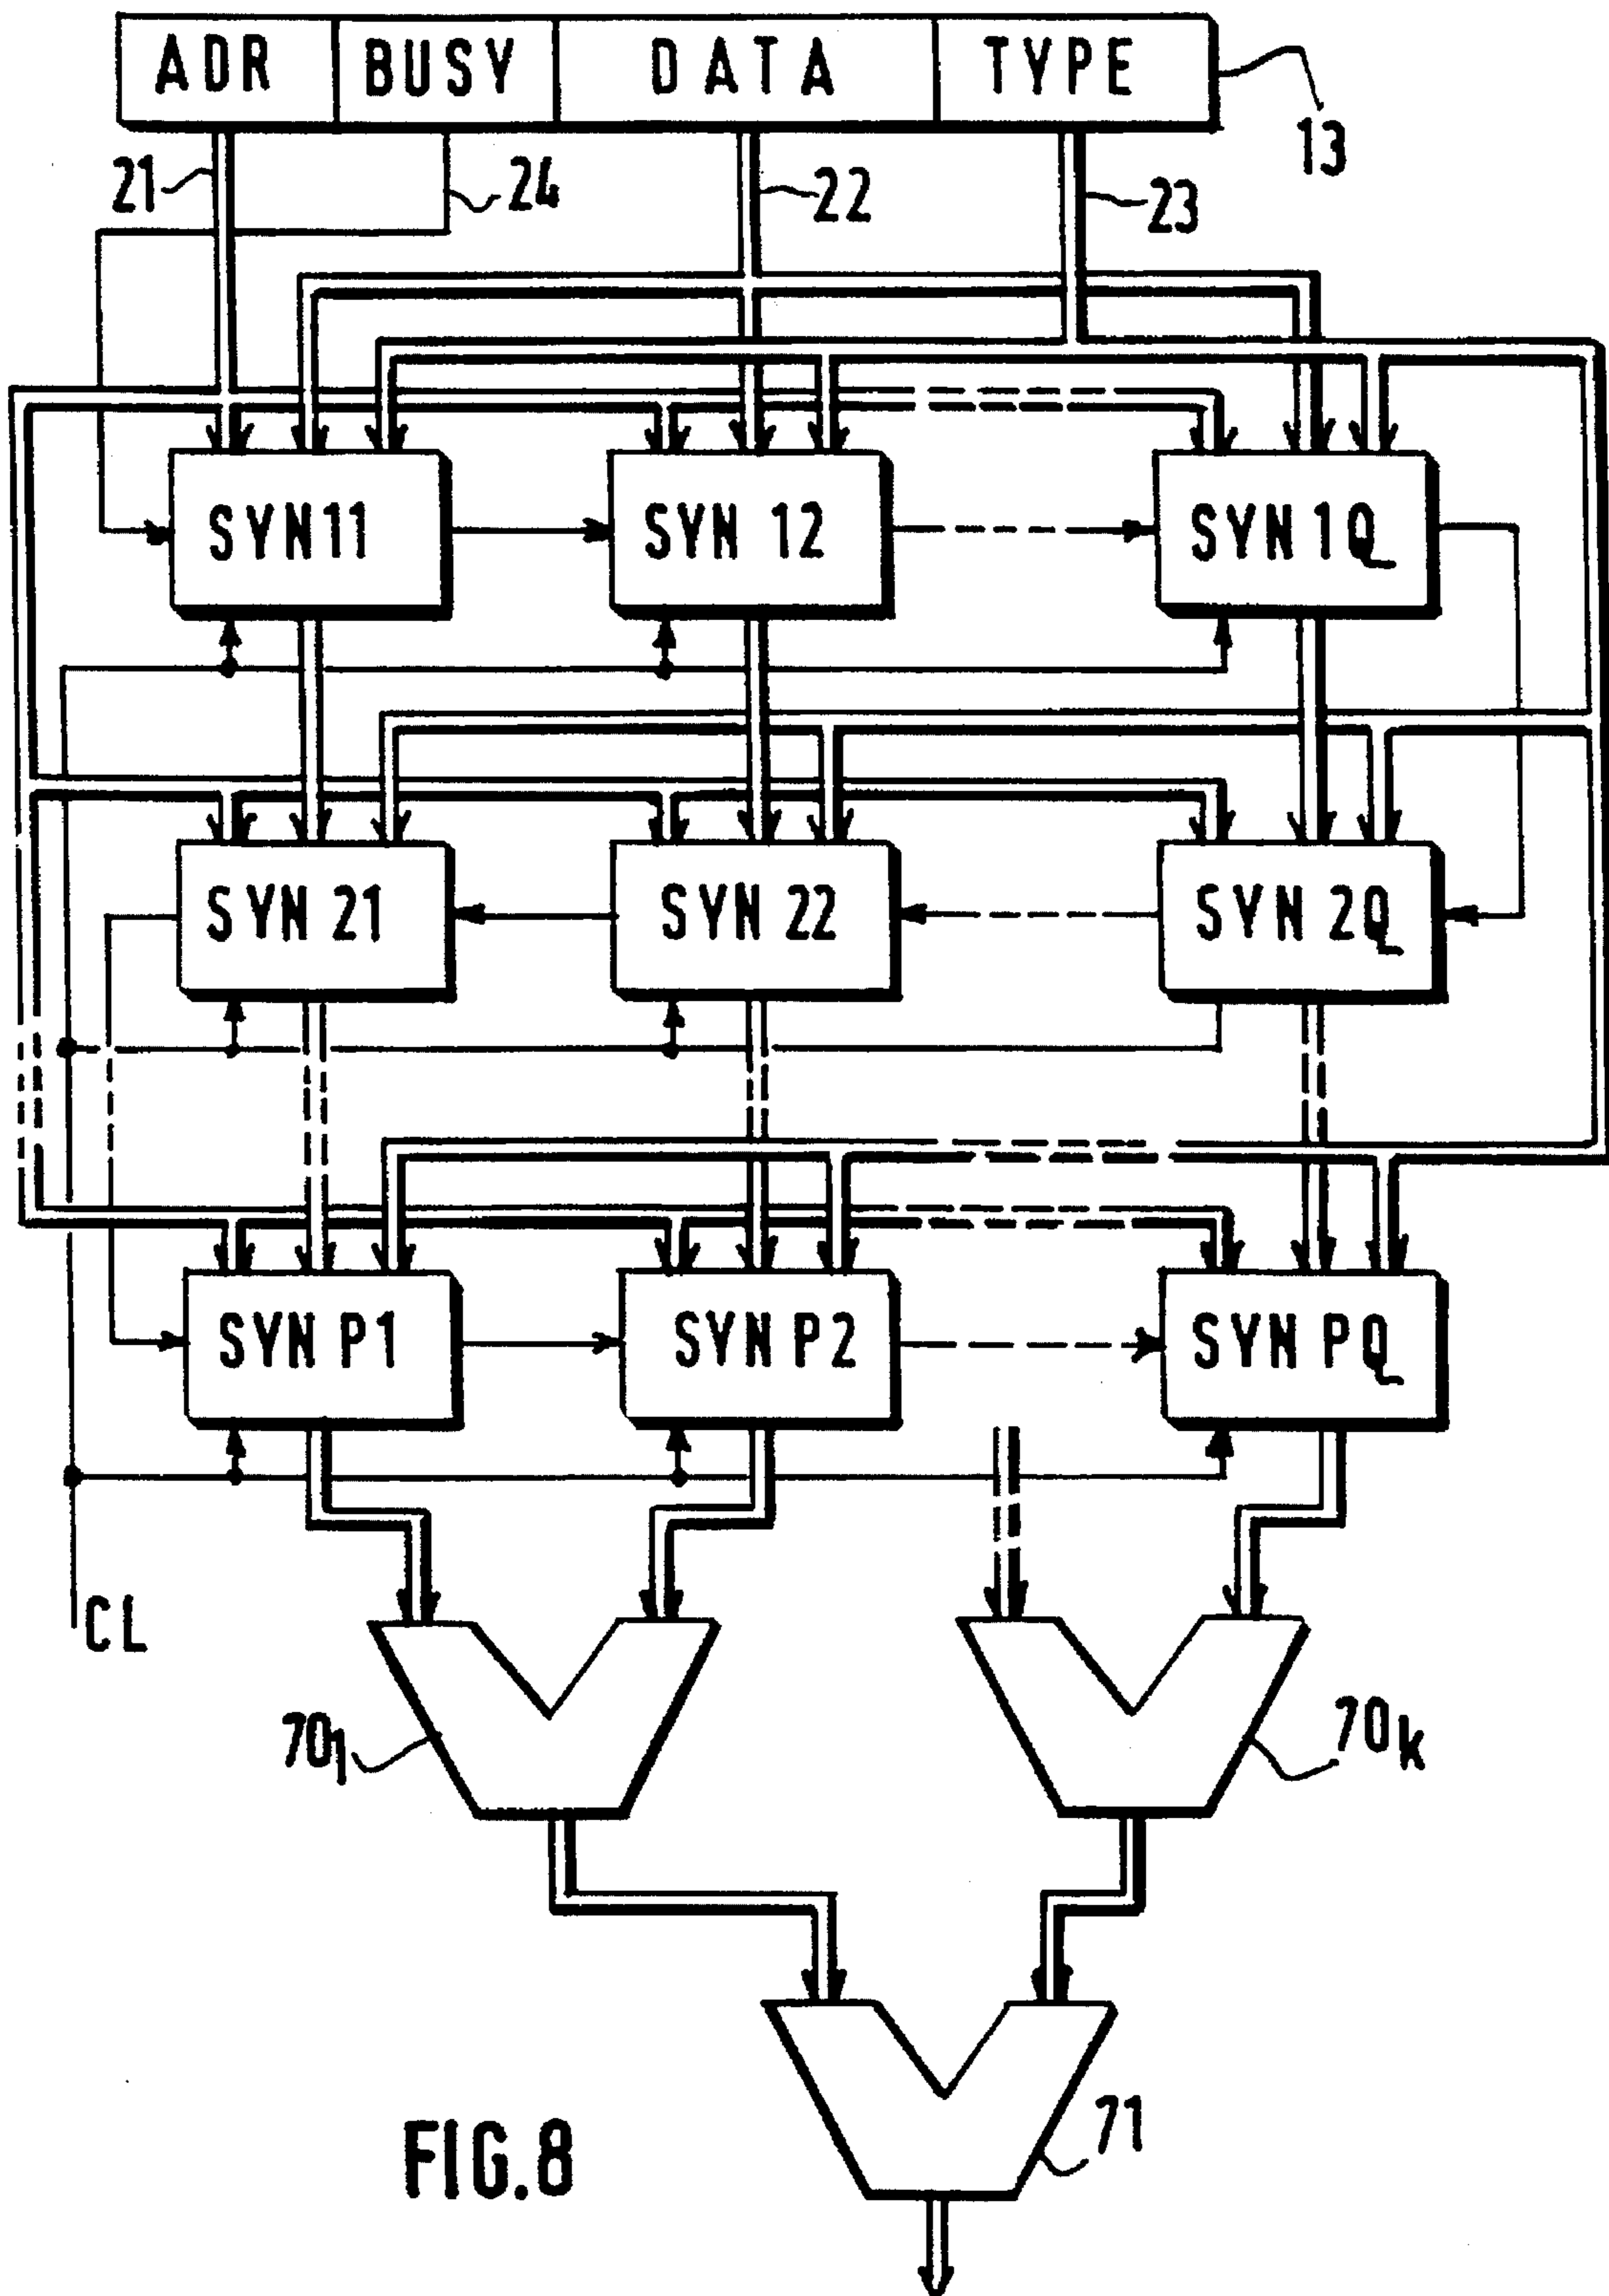 ADR BUSY DATA TYPE
13
21 24 22 23
SYN11 SYN 12 SYN 1Q
SYN 21 SYN 22 SYN 2Q
SYN P1 SYN P2 SYN PQ
CL
70₁ 70k
71
FIG.8